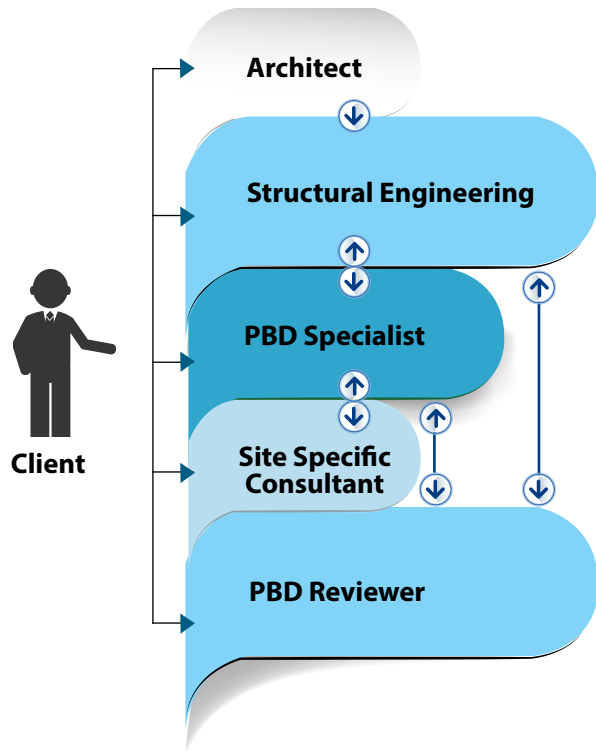 Architect
Structural Engineering
PBD Specialist
Client
Site Specific
Consultant
PBD Reviewer